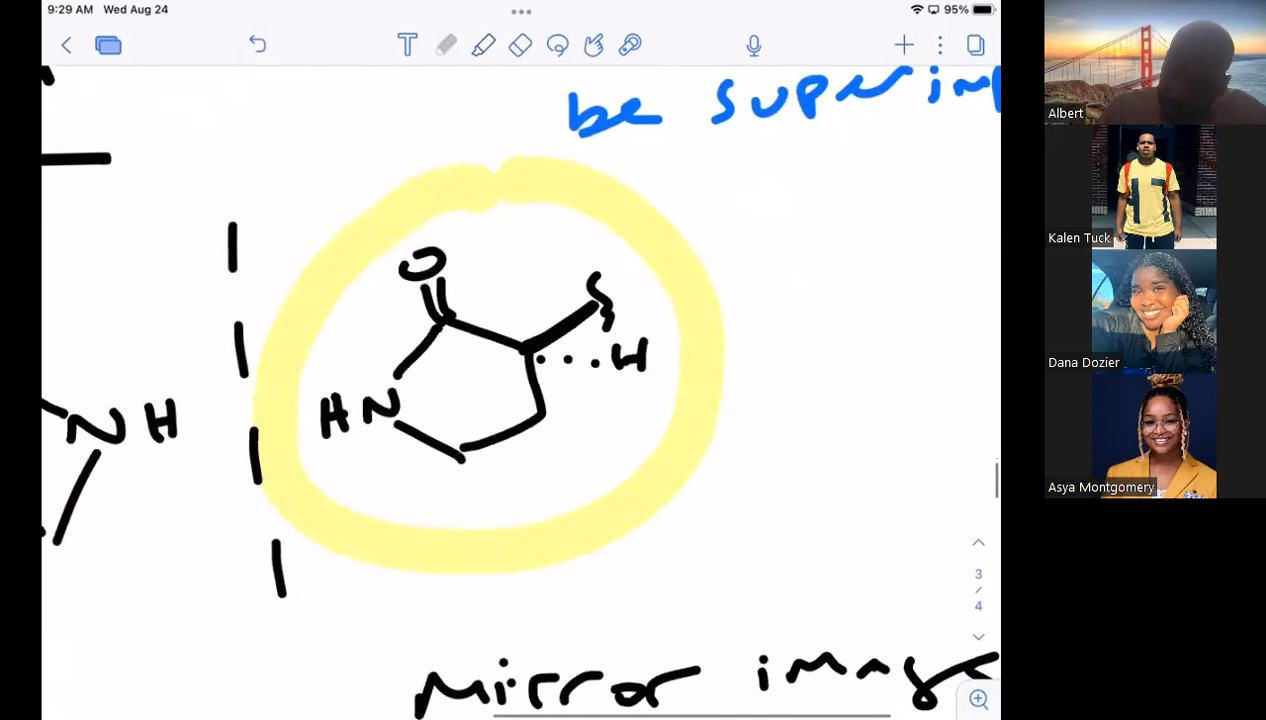 9:29 AM Wed Aug 24
95%
T
be superimp
O
H
HN
NH
mirror image
3
/
4
Albert
Kalen Tuck
Dana Dozier
Asya Montgomery